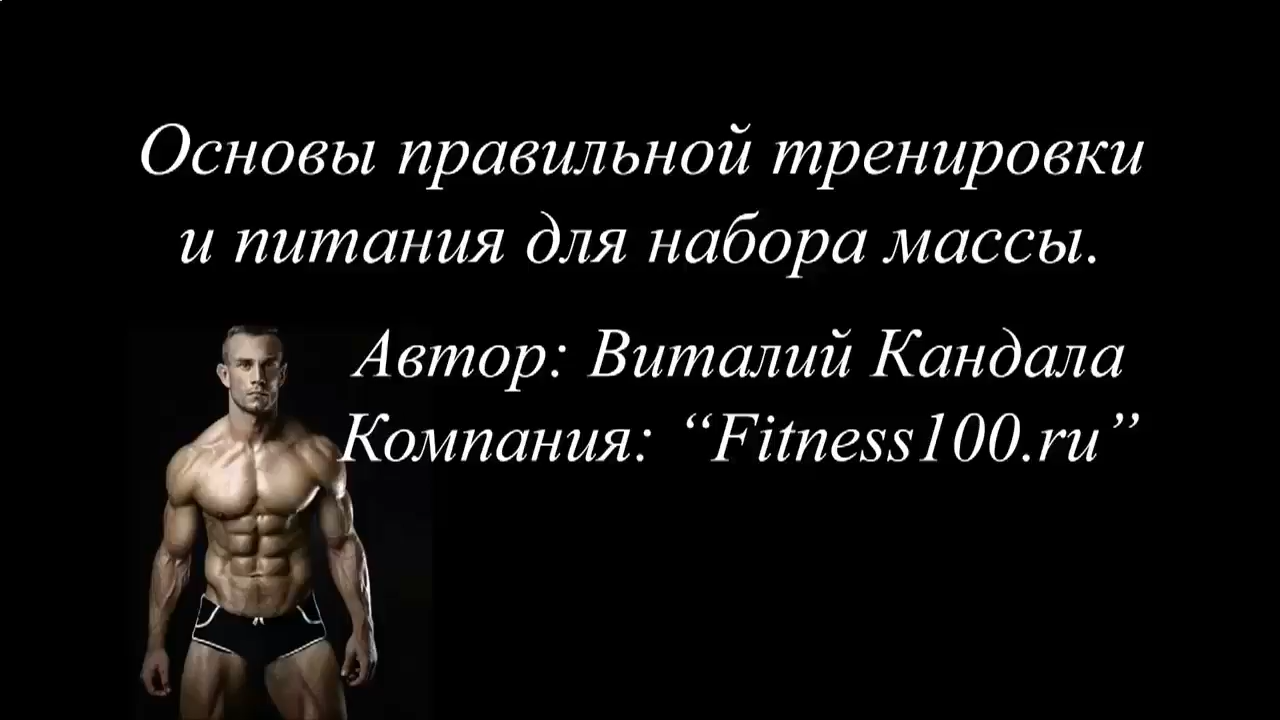 Основы правильной тренировки
и питания для набора массы.
Автор: Виталий Кандала
Компания: “Fitness100.ru”